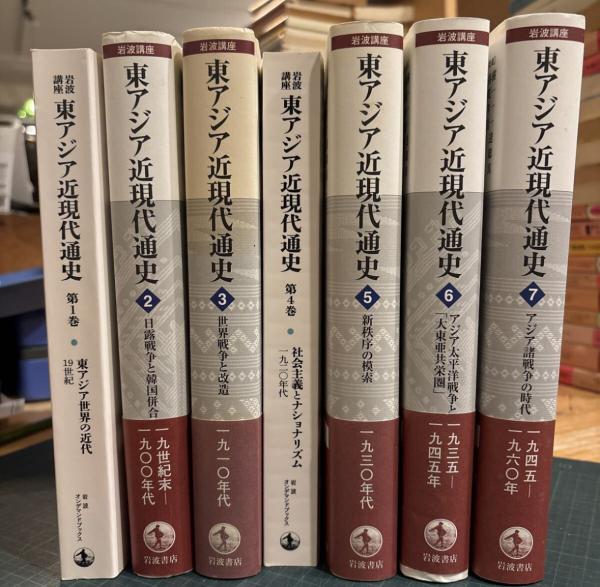 岩波講座
東アジア近現代通史
第1巻
東アジア世界の近代
19世紀
岩波オンデマンドブックス
岩波講座
東アジア近現代通史
2
日露戦争と韓国併合
一九世紀末―
一九〇〇年代
岩波書店
岩波講座
東アジア近現代通史
3
世界戦争と改造
一九一〇年代
岩波書店
岩波講座
東アジア近現代通史
第4巻
社会主義とナショナリズム
一九二〇年代
岩波オンデマンドブックス
岩波講座
東アジア近現代通史
5
新秩序の模索
一九三〇年代
岩波書店
岩波講座
東アジア近現代通史
6
アジア太平洋戦争と
「大東亜共栄圏」
一九三五―
一九四五年
岩波書店
岩波講座
東アジア近現代通史
7
アジア諸戦争の時代
一九四五―
一九六〇年
岩波書店